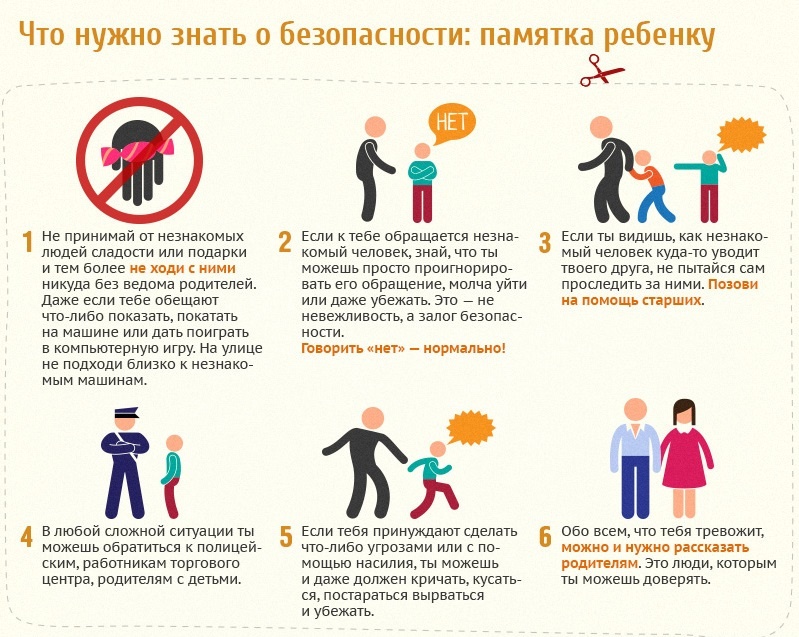 Что нужно знать о безопасности: памятка ребенку
НЕТ
1
Не принимай от незнакомых
людей сладости или подарки
и тем более не ходи с ними
никуда без ведома родителей.
Даже если тебе обещают
что-либо показать, покатать
на машине или дать поиграть
в компьютерную игру. На улице
не подходи близко к незнако-
мым машинам.
2
Если к тебе обращается незна-
комый человек, знай, что ты
можешь просто проигнориро-
вать его обращение, молча уйти
или даже убежать. Это — не
невежливость, а залог безопас-
ности.
Говорить «нет» — нормально!
3
Если ты видишь, как незнако-
мый человек куда-то уводит
твоего друга, не пытайся сам
проследить за ними. Позови
на помощь старших.
4
В любой сложной ситуации ты
можешь обратиться к полицей-
ским, работникам торгового
центра, родителям с детьми.
5
Если тебя принуждают сделать
что-либо угрозами или с по-
мощью насилия, ты можешь
и даже должен кричать, кусать-
ся, постараться вырваться
и убежать.
6
Обо всем, что тебя тревожит,
можно и нужно рассказать
родителям. Это люди, которым
ты можешь доверять.